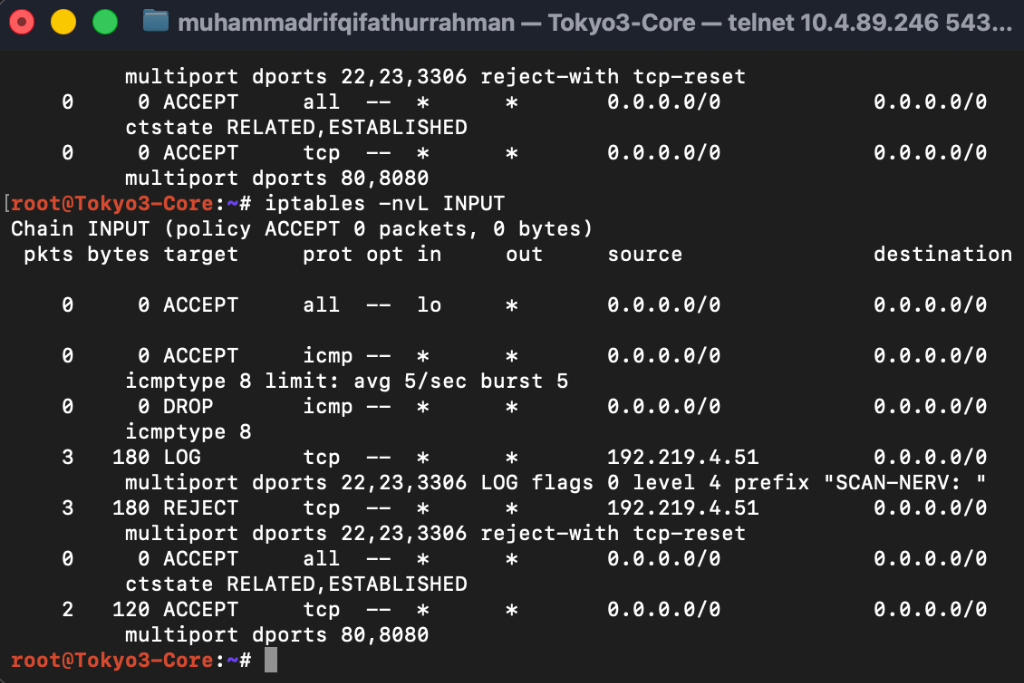 muhammadrifqifathurrahman — Tokyo3-Core — telnet 10.4.89.246 543...
multiport dports 22,23,3306 reject-with tcp-reset
0 0 ACCEPT all -- * * 0.0.0.0/0 0.0.0.0/0
ctstate RELATED,ESTABLISHED
0 0 ACCEPT tcp -- * * 0.0.0.0/0 0.0.0.0/0
multiport dports 80,8080
[root@Tokyo3-Core:~# iptables -nvL INPUT
Chain INPUT (policy ACCEPT 0 packets, 0 bytes)
pkts bytes target prot opt in out source destination
0 0 ACCEPT all -- lo * 0.0.0.0/0 0.0.0.0/0
0 0 ACCEPT icmp -- * * 0.0.0.0/0 0.0.0.0/0
icmptype 8 limit: avg 5/sec burst 5
0 0 DROP icmp -- * * 0.0.0.0/0 0.0.0.0/0
icmptype 8
3 180 LOG tcp -- * * 192.219.4.51 0.0.0.0/0
multiport dports 22,23,3306 LOG flags 0 level 4 prefix "SCAN-NERV: "
3 180 REJECT tcp -- * * 192.219.4.51 0.0.0.0/0
multiport dports 22,23,3306 reject-with tcp-reset
0 0 ACCEPT all -- * * 0.0.0.0/0 0.0.0.0/0
ctstate RELATED,ESTABLISHED
2 120 ACCEPT tcp -- * * 0.0.0.0/0 0.0.0.0/0
multiport dports 80,8080
root@Tokyo3-Core:~#